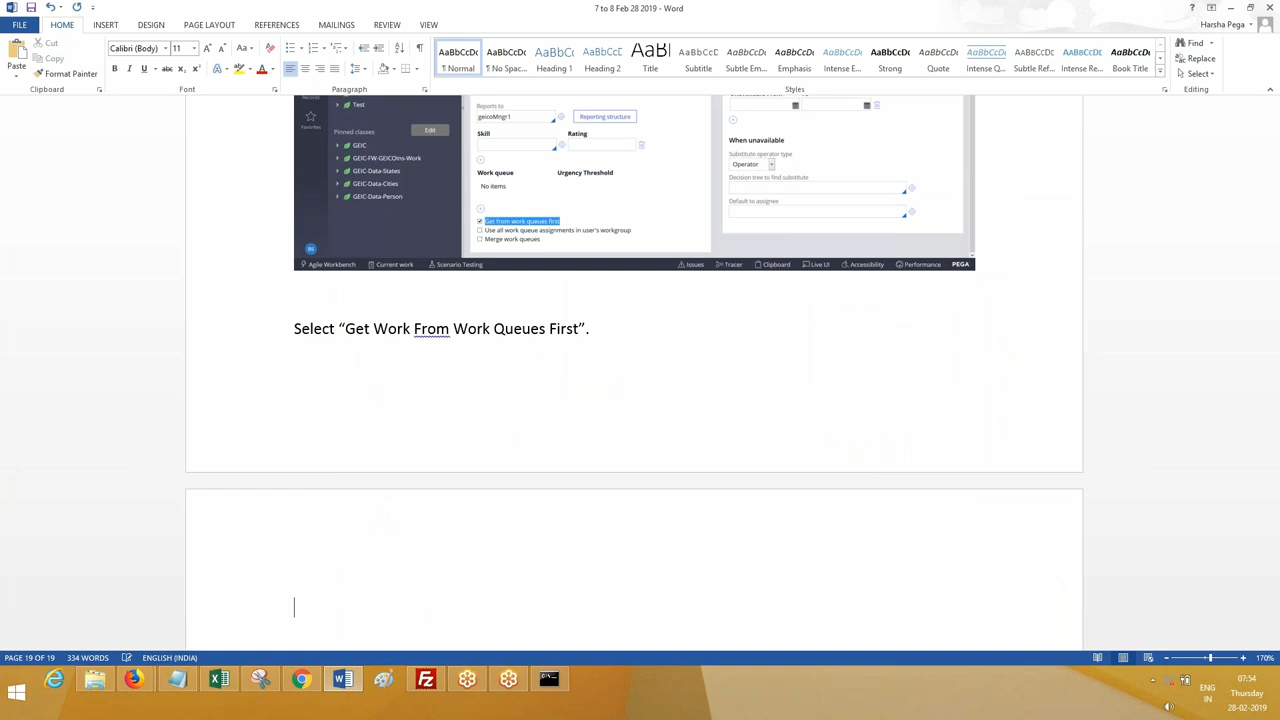 7 to 8 Feb 28 2019 - Word
FILE HOME INSERT DESIGN PAGE LAYOUT REFERENCES MAILINGS REVIEW VIEW
Harsha Pega
Paste
Cut
Copy
Format Painter
Clipboard
Calibri (Body) 11
Font
Paragraph
AaBbCcDc AaBbCcDc AaBbCc AaBbCcC AaBl AaBbCcD AaBbCcDc AaBbCcDc AaBbCcDc AaBbCcDc AaBbCcDc AaBbCcDc AaBbCcDc AaBbCcDc AaBbCcDc
¶ Normal ¶ No Spac... Heading 1 Heading 2 Title Subtitle Subtle Em... Emphasis Intense E... Strong Quote Intense Q... Subtle Ref... Intense Re... Book Title
Styles
Find
Replace
Select
Editing
Records
Favorites
Test
Pinned classes
Edit
GEIC
GEIC-FW-GEICOIns-Work
GEIC-Data-States
GEIC-Data-Cities
GEIC-Data-Person
BS
Reports to
geicoMngr1
Reporting structure
Skill Rating
Work queue Urgency Threshold
No items
Get from work queues first
Use all work queue assignments in user's workgroup
Merge work queues
When unavailable
Substitute operator type
Operator
Decision tree to find substitute
Default to assignee
Agile Workbench Current work Scenario Testing
Issues Tracer Clipboard Live UI Accessibility Performance PEGA
Select “Get Work From Work Queues First”.
PAGE 19 OF 19 334 WORDS ENGLISH (INDIA)
170%
ENG
IN
07:54
Thursday
28-02-2019